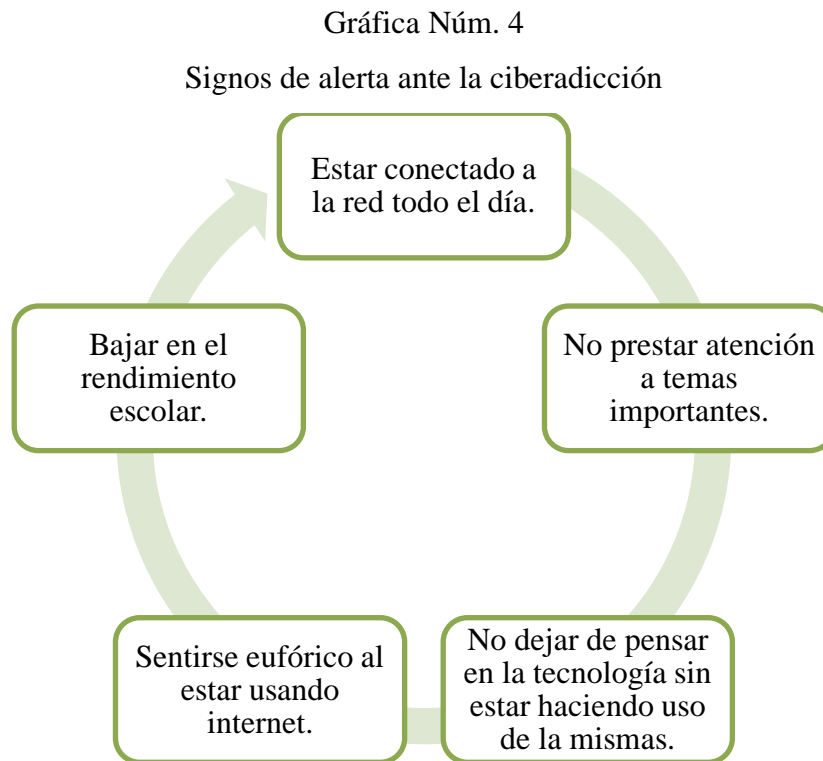 Gráfica Núm. 4
Signos de alerta ante la ciberadicción
Estar conectado a
la red todo el día.
No prestar atención
a temas
importantes.
No dejar de pensar
en la tecnología sin
estar haciendo uso
de la mismas.
Sentirse eufórico al
estar usando
internet.
Bajar en el
rendimiento
escolar.